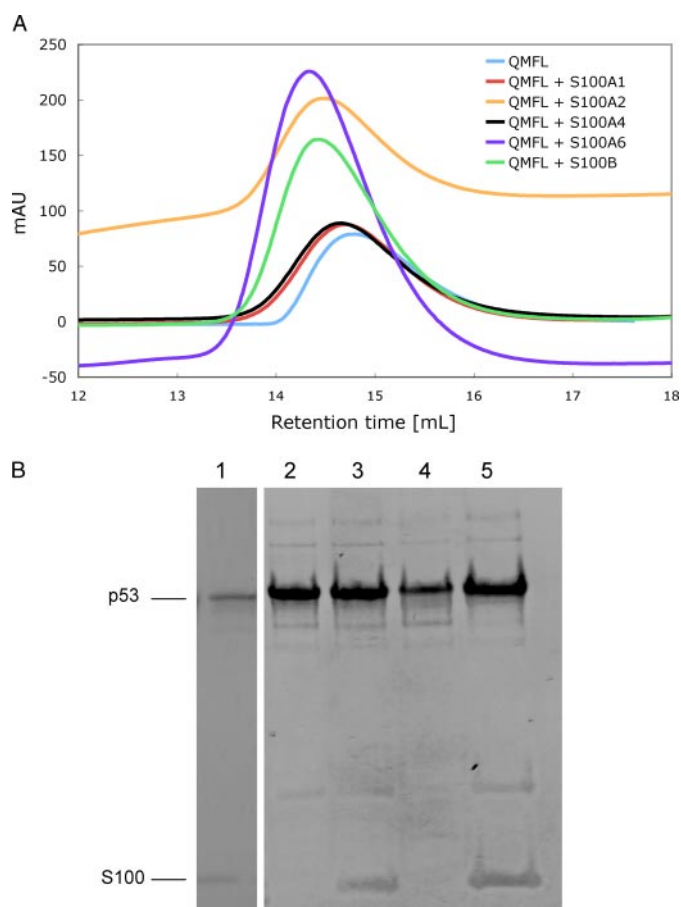 A
250
200
150
100
50
0
-50
mAU
12 13 14 15 16 17 18
Retention time [mL]
QMFL
QMFL + S100A1
QMFL + S100A2
QMFL + S100A4
QMFL + S100A6
QMFL + S100B
B
1 2 3 4 5
p53
S100